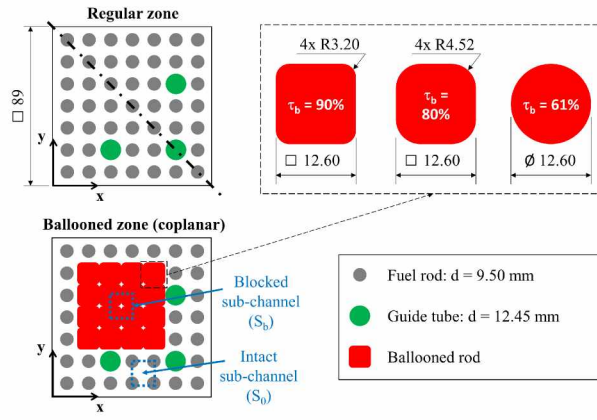 Regular zone
□ 89
y
x
4x R3.20
4x R4.52
τb = 90%
τb =
80%
τb = 61%
□ 12.60
□ 12.60
Ø 12.60
Ballooned zone (coplanar)
Blocked
sub-channel
(Sb)
Intact
sub-channel
(S0)
y
x
Fuel rod: d = 9.50 mm
Guide tube: d = 12.45 mm
Ballooned rod